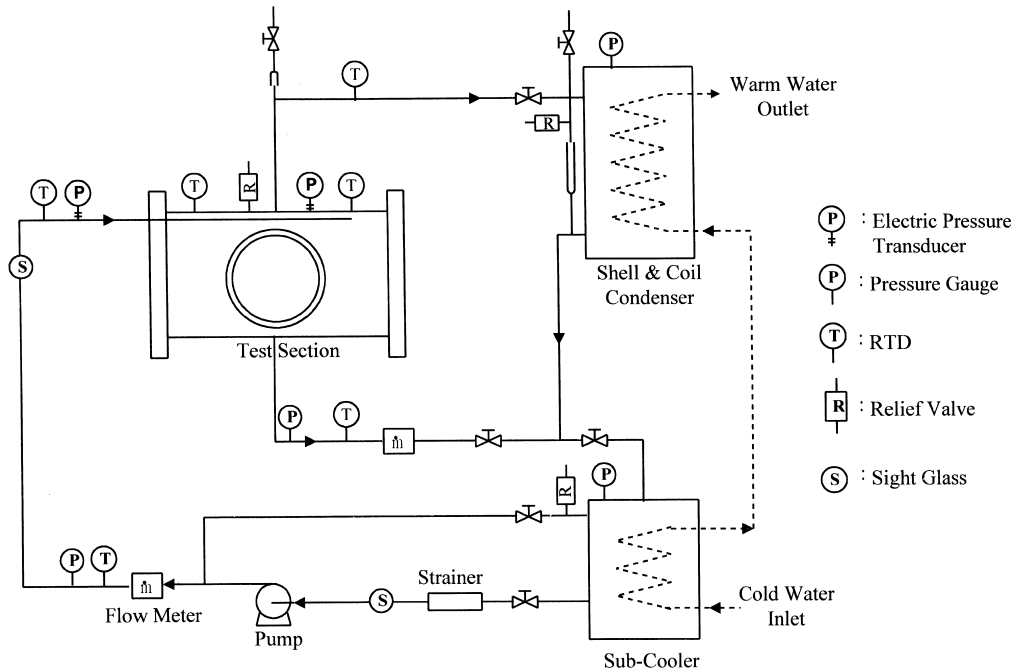 T
P
R
Warm Water
Outlet
T
P
T
R
P
T
P
: Electric Pressure
Transducer
S
Shell & Coil
Condenser
P
: Pressure Gauge
Test Section
T
: RTD
P
T
ṁ
R
: Relief Valve
R
P
S
: Sight Glass
P
T
ṁ
Strainer
Cold Water
Inlet
S
Flow Meter
Pump
Sub-Cooler